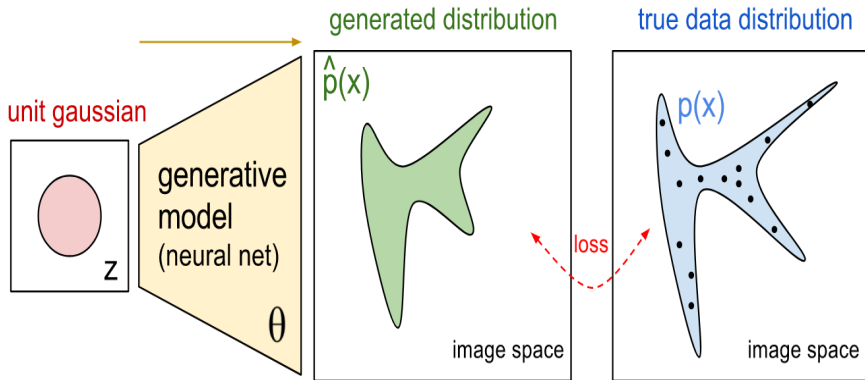 generated distribution
true data distribution
unit gaussian
p̂(x)
p(x)
generative
model
(neural net)
z
θ
loss
image space
image space